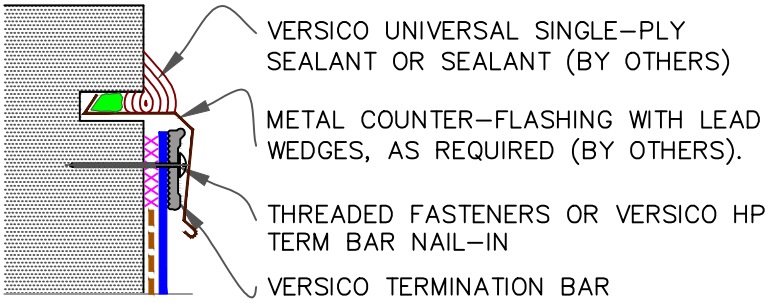 VERSICO UNIVERSAL SINGLE-PLY
SEALANT OR SEALANT (BY OTHERS)
METAL COUNTER-FLASHING WITH LEAD
WEDGES, AS REQUIRED (BY OTHERS).
THREADED FASTENERS OR VERSICO HP
TERM BAR NAIL-IN
VERSICO TERMINATION BAR